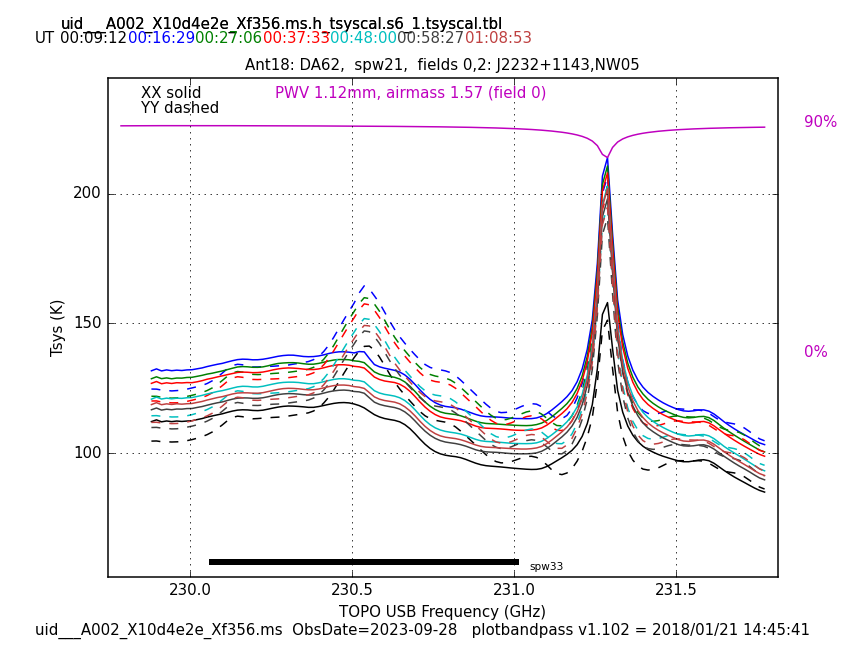 uid___A002_X10d4e2e_Xf356.ms.h_tsyscal.s6_1.tsyscal.tbl
UT 00:09:12 00:16:29 00:27:06 00:37:33 00:48:00 00:58:27 01:08:53
Ant18: DA62, spw21, fields 0,2: J2232+1143,NW05
XX solid
PWV 1.12mm, airmass 1.57 (field 0)
YY dashed
90%
200
150
0%
100
Tsys (K)
spw33
230.0 230.5 231.0 231.5
TOPO USB Frequency (GHz)
uid___A002_X10d4e2e_Xf356.ms ObsDate=2023-09-28 plotbandpass v1.102 = 2018/01/21 14:45:41